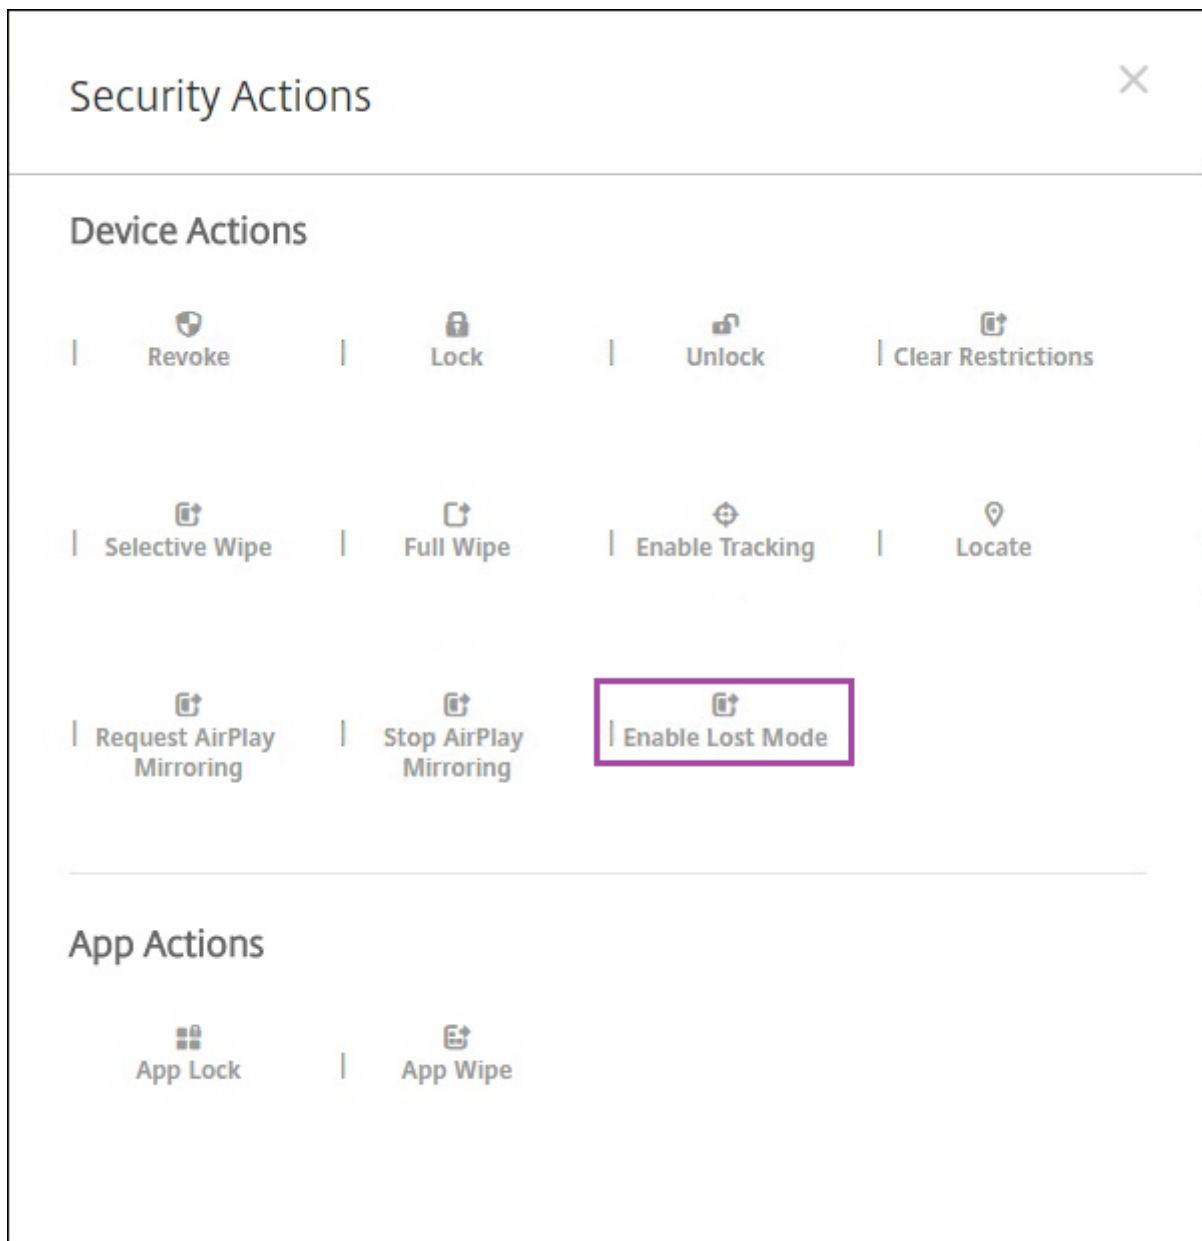 Security Actions
Device Actions
Revoke
Lock
Unlock
Clear Restrictions
Selective Wipe
Full Wipe
Enable Tracking
Locate
Request AirPlay
Mirroring
Stop AirPlay
Mirroring
Enable Lost Mode
App Actions
App Lock
App Wipe